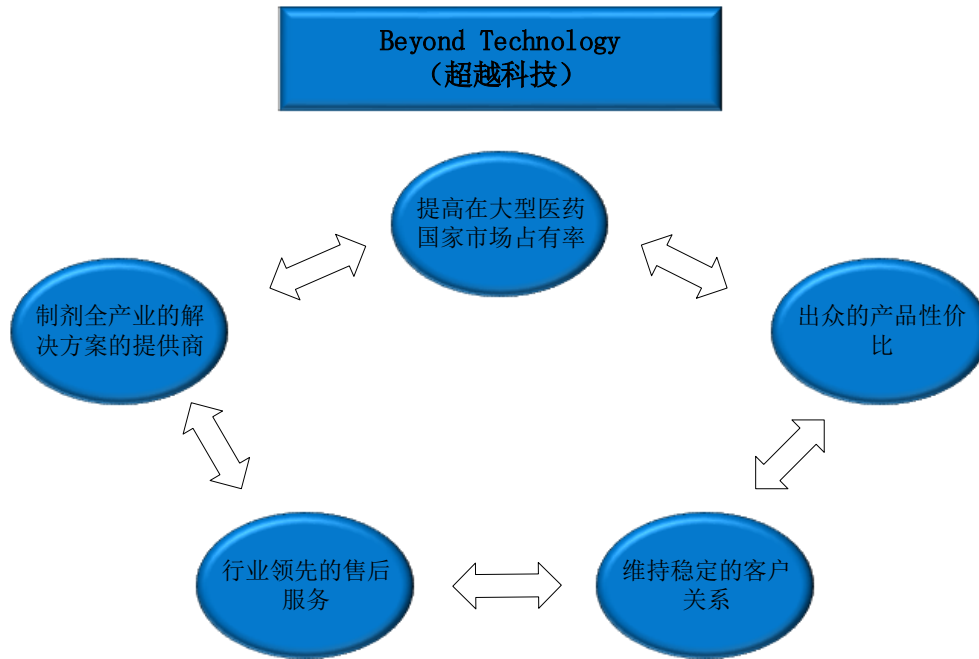 Beyond Technology
（超越科技）
提高在大型医药
国家市场占有率
制剂全产业的解
决方案的提供商
出众的产品性价
比
行业领先的售后
服务
维持稳定的客户
关系